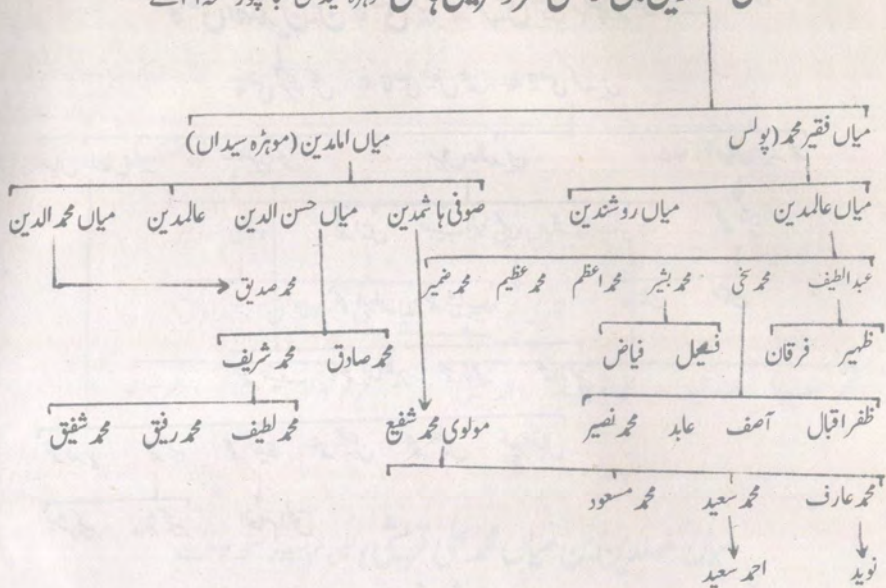 میاں فقیر محمد (پولس میاں امامدین (موہڑہ سیداں)
میاں عالمدین میاں روشندین صوفی ہاشمدین میاں حسن الدین عالمدین میاں محمد الدین
عبدالطیف محمد سخی محمد بشیر محمد اعظم محمد عظیم محمد ضمیر محمد صدیق
ظہیر فرقان فیصل فیاض محمد صادق محمد شریف
ظفر اقبال آصف عابد محمد نصیر مولوی محمد شفیع محمد لطیف محمد رفیق محمد شفیق
محمد عارف محمد سعید محمد مسعود
نوید احمد سعید